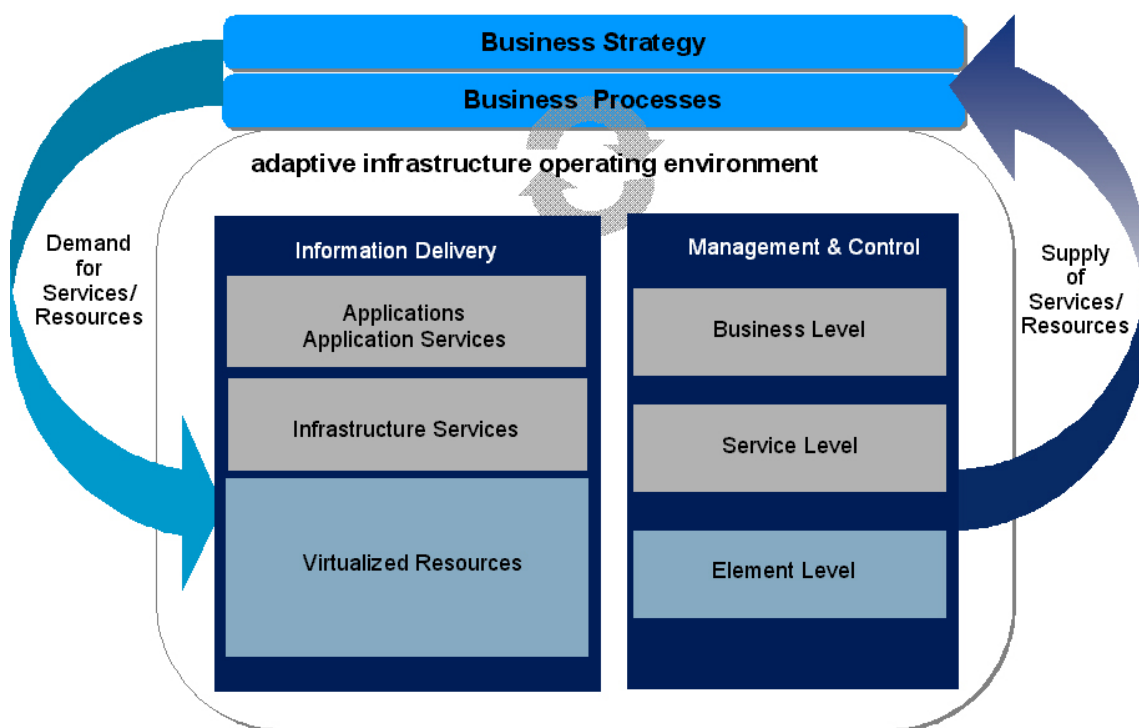 Business Strategy
Business Processes
adaptive infrastructure operating environment
Demand
for
Services/
Resources
Information Delivery
Applications
Application Services
Infrastructure Services
Virtualized Resources
Management & Control
Business Level
Service Level
Element Level
Supply
of
Services/
Resources